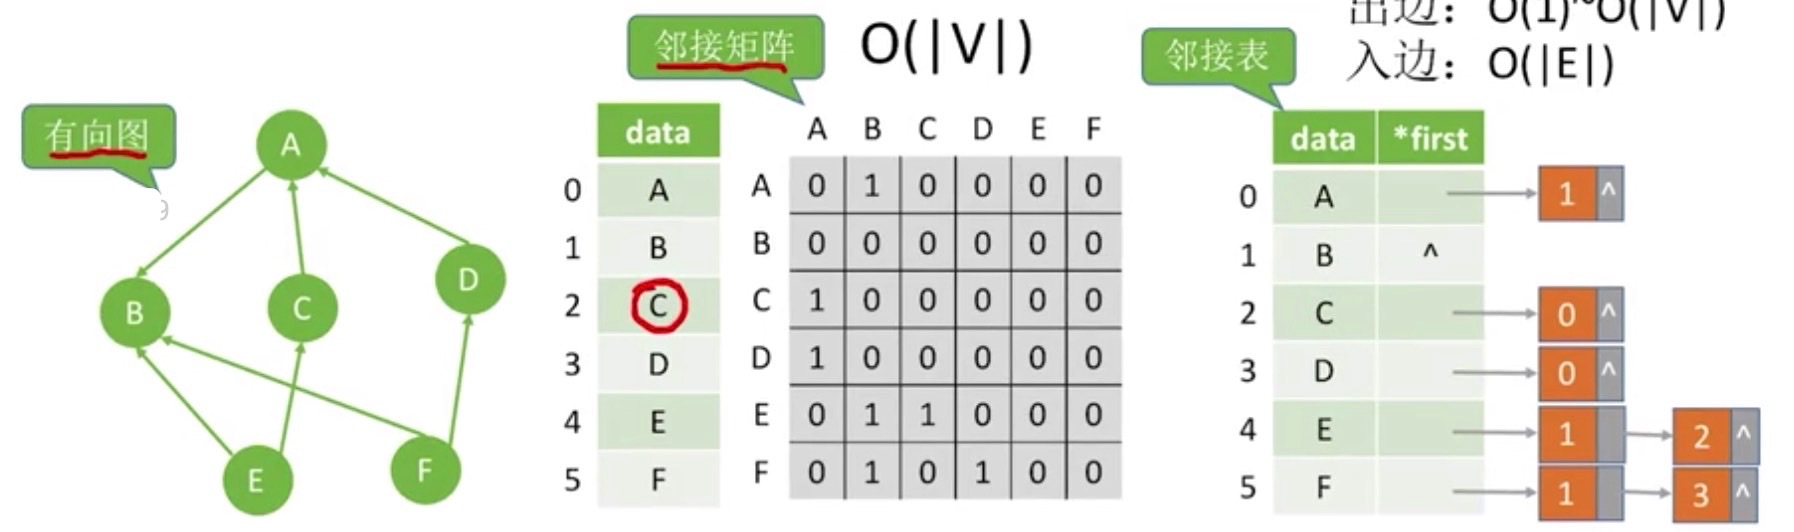 出边：O(1)~O(|V|)
邻接矩阵
O(|V|)
邻接表
入边：O(|E|)
有向图
A
B
C
D
E
F
9
data
0 A
1 B
2 C
3 D
4 E
5 F
A B C D E F
A 0 1 0 0 0 0
B 0 0 0 0 0 0
C 1 0 0 0 0 0
D 1 0 0 0 0 0
E 0 1 1 0 0 0
F 0 1 0 1 0 0
data *first
0 A 1 ^
1 B ^
2 C 0 ^
3 D 0 ^
4 E 1 2 ^
5 F 1 3 ^